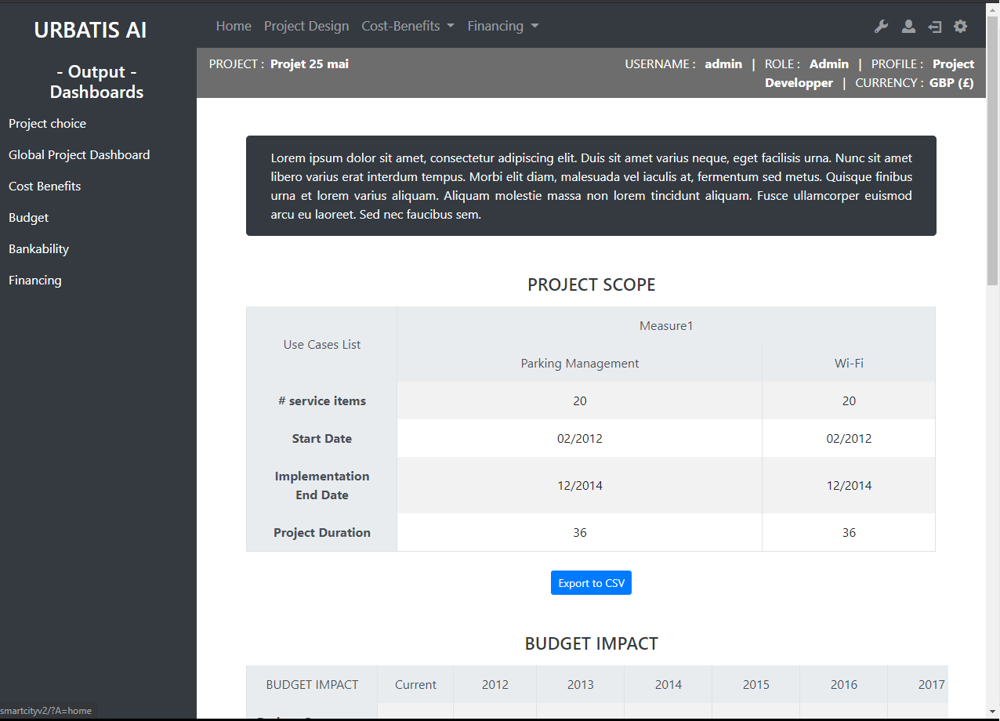 URBATIS AI
Home Project Design Cost-Benefits Financing
- Output -
Dashboards
Project choice
Global Project Dashboard
Cost Benefits
Budget
Bankability
Financing
PROJECT : Projet 25 mai
USERNAME : admin | ROLE : Admin | PROFILE : Project
Developper | CURRENCY : GBP (£)
Lorem ipsum dolor sit amet, consectetur adipiscing elit. Duis sit amet varius neque, eget facilisis urna. Nunc sit amet
libero varius erat interdum tempus. Morbi elit diam, malesuada vel iaculis at, fermentum sed metus. Quisque finibus
urna et lorem varius aliquam. Aliquam molestie massa non lorem tincidunt aliquam. Fusce ullamcorper euismod
arcu eu laoreet. Sed nec faucibus sem.
PROJECT SCOPE
Use Cases List
Measure1
Parking Management Wi-Fi
# service items 20 20
Start Date 02/2012 02/2012
Implementation
End Date 12/2014 12/2014
Project Duration 36 36
Export to CSV
BUDGET IMPACT
BUDGET IMPACT Current 2012 2013 2014 2015 2016 2017
smartcityv2/?A=home